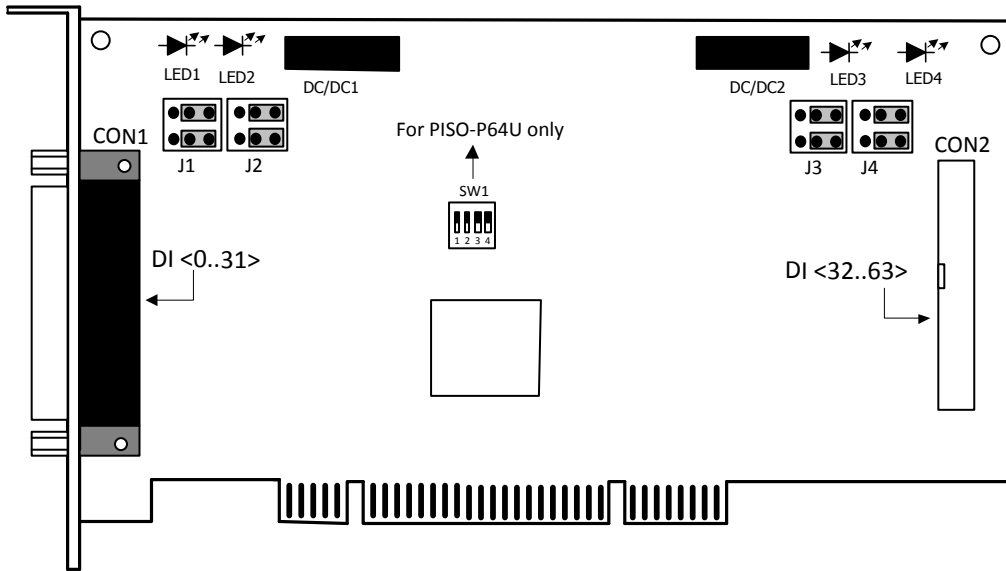 LED1
LED2
DC/DC1
DC/DC2
LED3
LED4
CON1
J1
J2
For PISO-P64U only
SW1
1 2 3 4
J3
J4
CON2
DI <0..31>
DI <32..63>